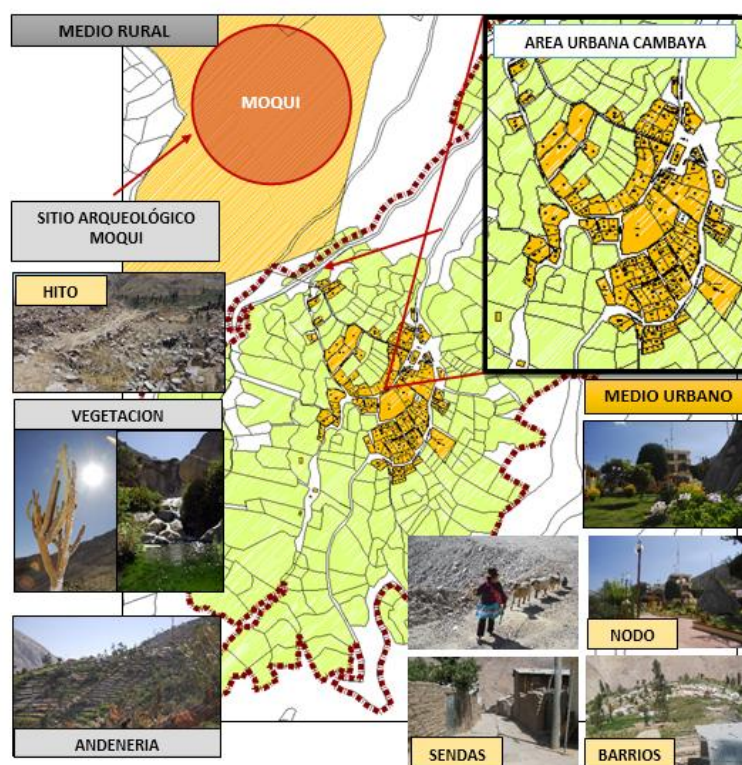 MEDIO RURAL
AREA URBANA CAMBAYA
MOQUI
SITIO ARQUEOLÓGICO
MOQUI
HITO
VEGETACION
MEDIO URBANO
NODO
ANDENERIA
SENDAS
BARRIOS